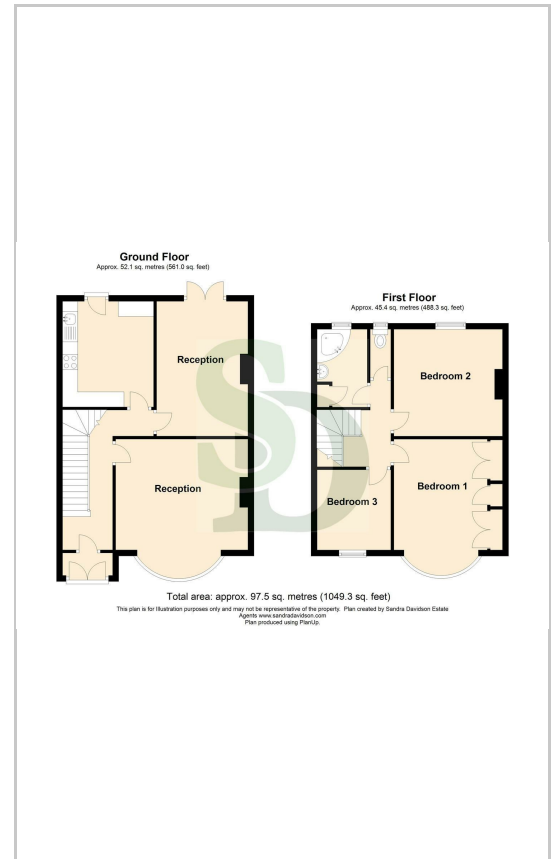 Ground Floor
Approx. 52.1 sq. metres (561.0 sq. feet)
Reception
Reception
First Floor
Approx. 45.4 sq. metres (488.3 sq. feet)
Bedroom 2
Bedroom 1
Bedroom 3
SD
Total area: approx. 97.5 sq. metres (1049.3 sq. feet)
This plan is for Illustration purposes only and may not be representative of the property. Plan created by Sandra Davidson Estate
Agents www.sandradavidson.com
Plan produced using PlanUp.